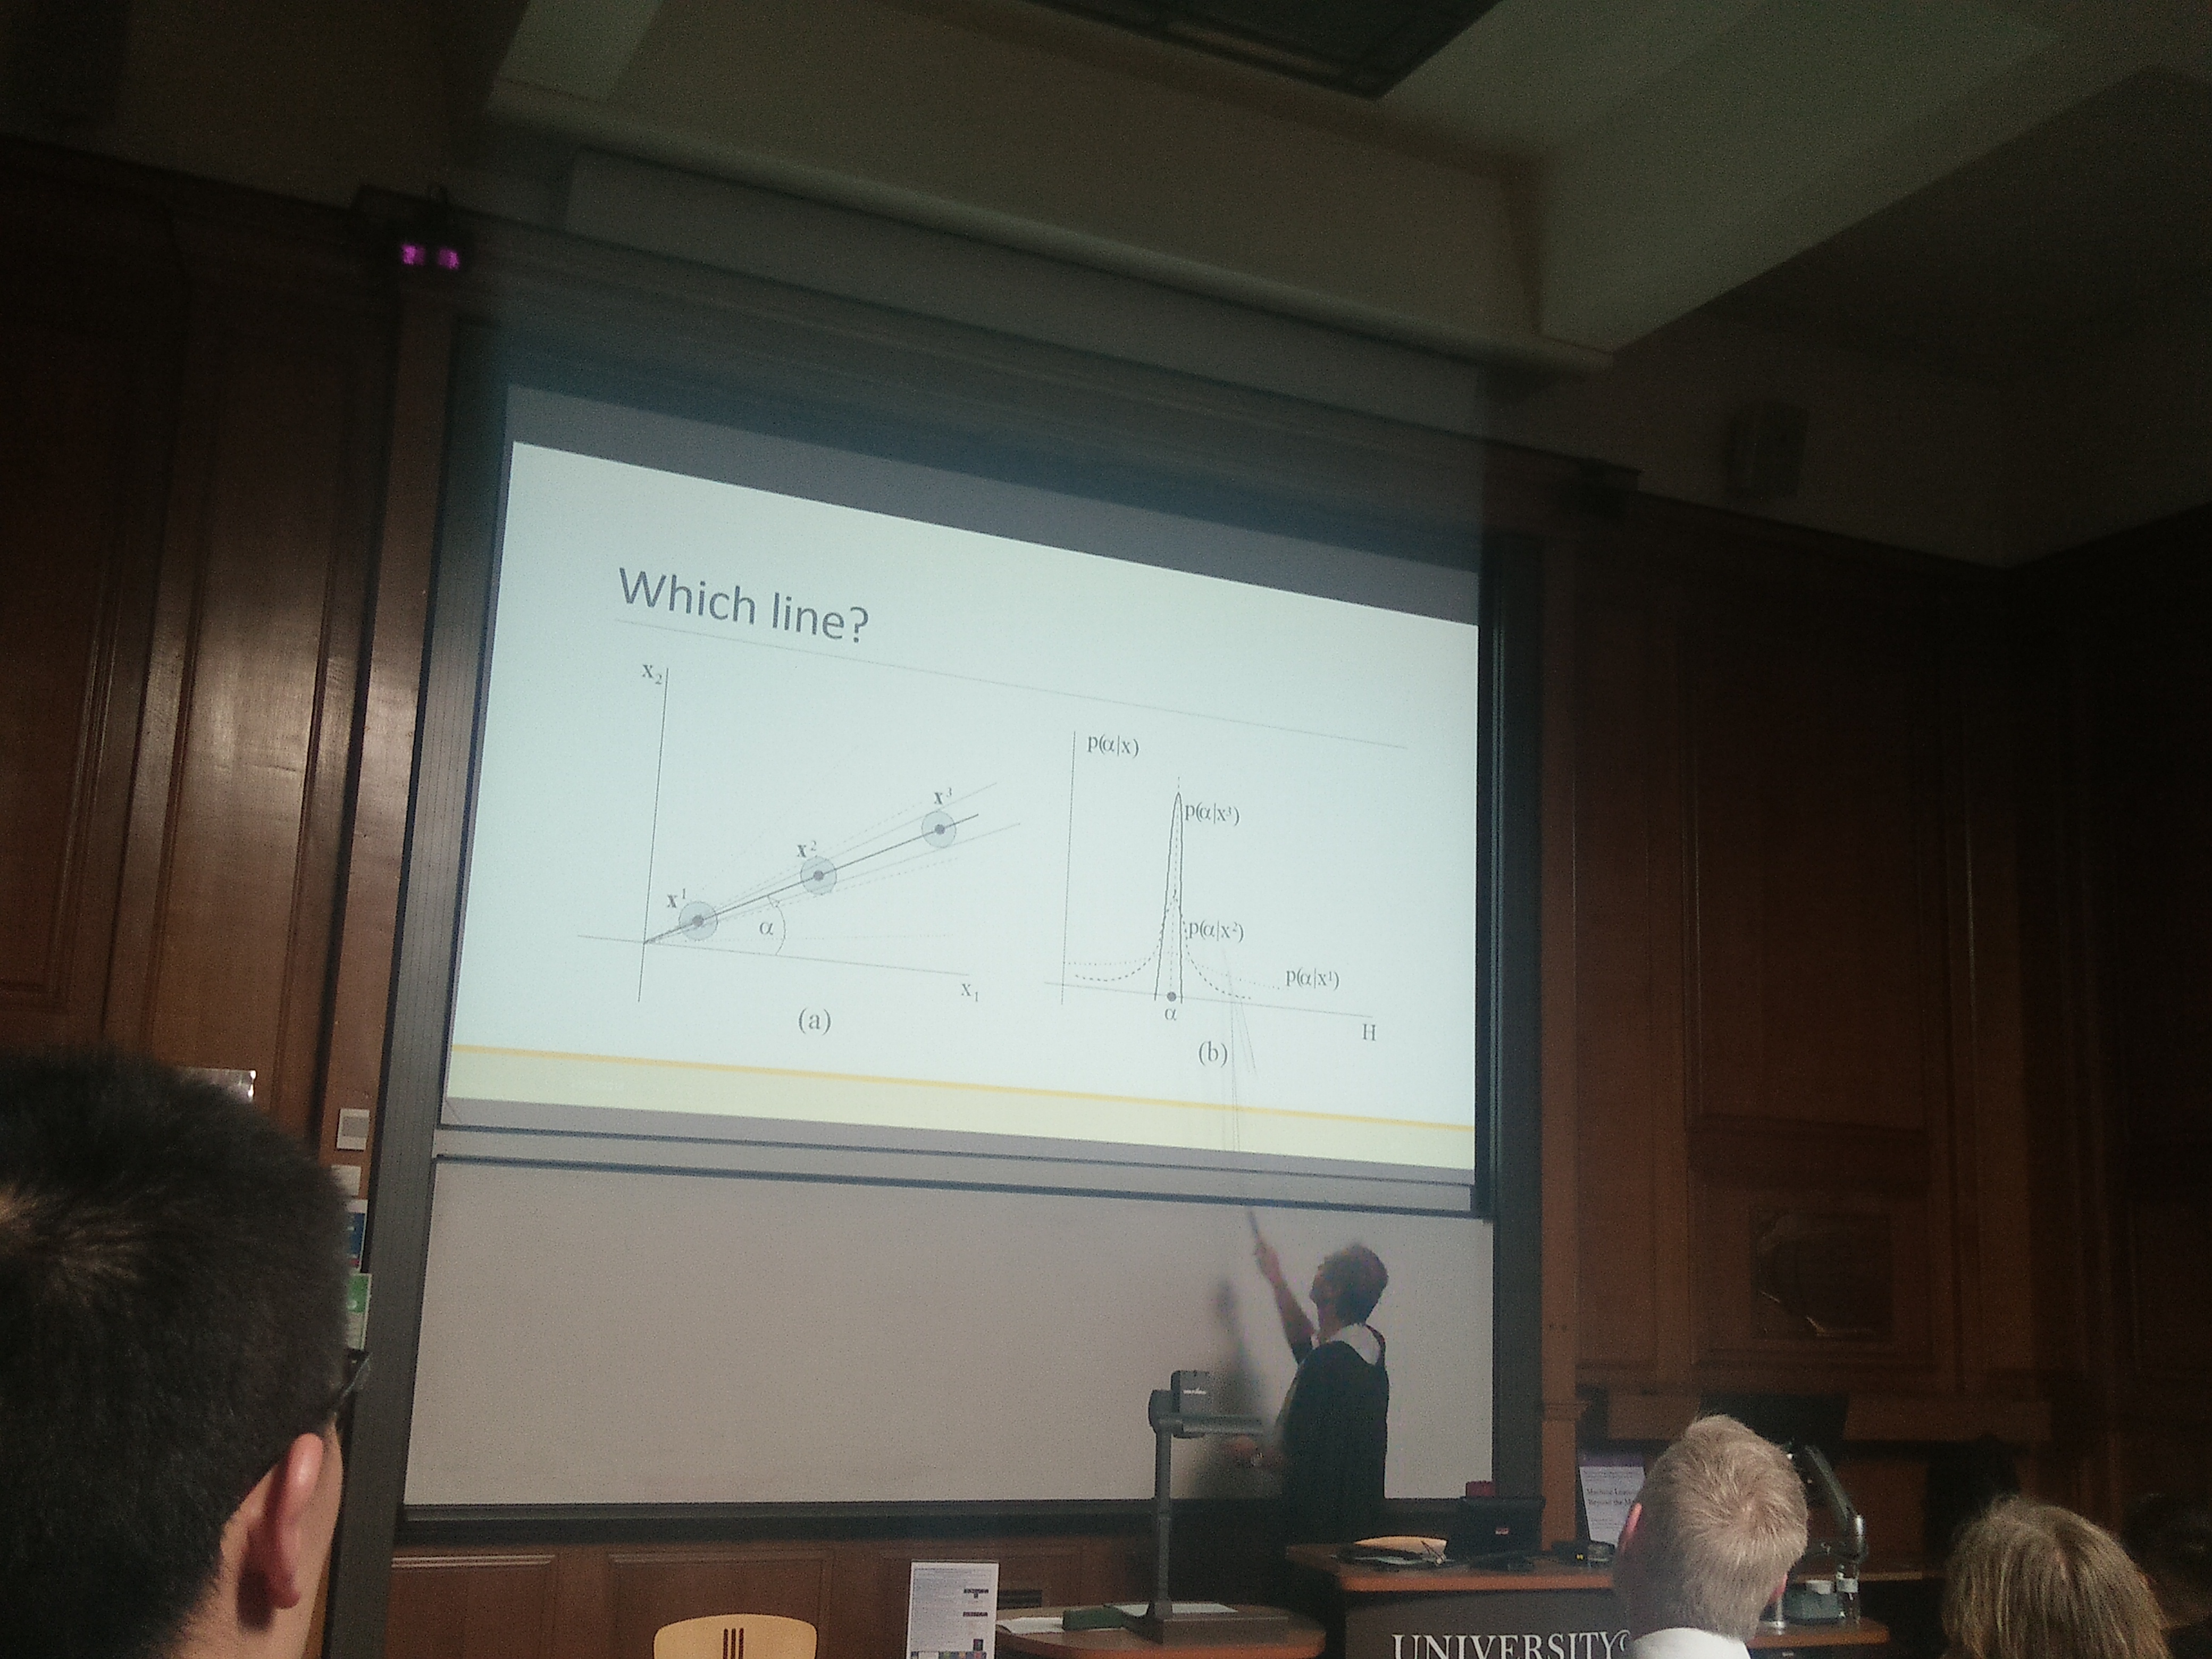 Which line?
x₂
x³
x²
x¹
α
x₁
(a)
p(α|x)
p(α|x³)
p(α|x²)
p(α|x¹)
α
H
(b)
UNIVERSITY